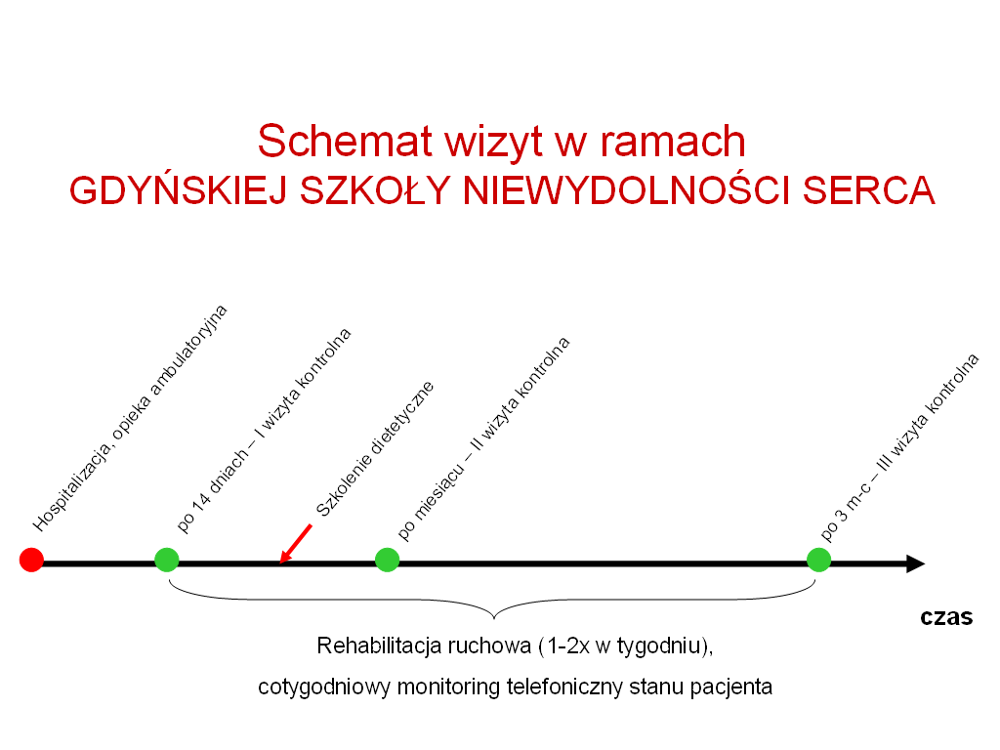 Schemat wizyt w ramach
GDYŃSKIEJ SZKOŁY NIEWYDOLNOŚCI SERCA
Hospitalizacja, opieka ambulatoryjna
po 14 dniach – I wizyta kontrolna
Szkolenie dietetyczne
po miesiącu – II wizyta kontrolna
po 3 m-c – III wizyta kontrolna
czas
Rehabilitacja ruchowa (1-2x w tygodniu),
cotygodniowy monitoring telefoniczny stanu pacjenta